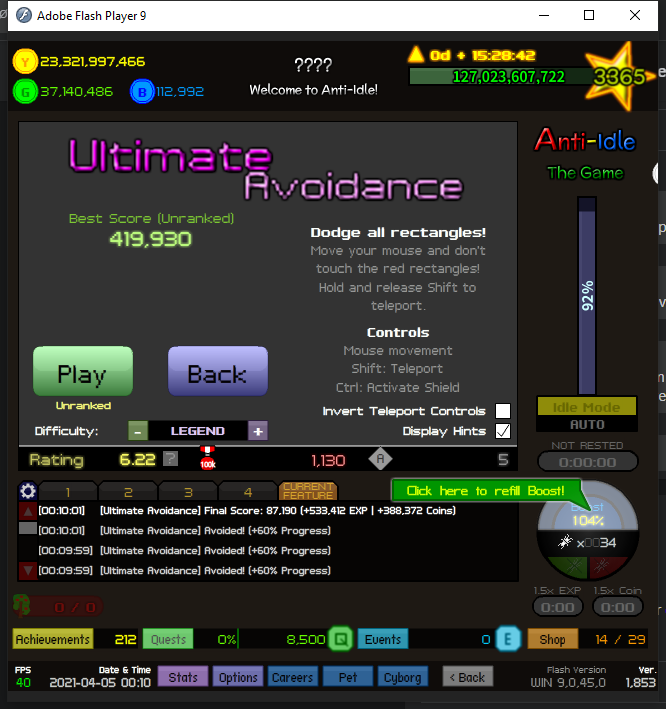 Adobe Flash Player 9
Y 23,321,997,466
G 37,140,486 B 112,992
????
Welcome to Anti-Idle!
0d + 15:28:42
127,023,607,722
3365
Ultimate
Avoidance
Best Score (Unranked)
419,930
Dodge all rectangles!
Move your mouse and don't
touch the red rectangles!
Hold and release Shift to
teleport.
Controls
Mouse movement
Shift: Teleport
Ctrl: Activate Shield
Play
Back
Unranked
Invert Teleport Controls
Difficulty: - LEGEND +
Display Hints
Rating 6.22 ? 100k 1,130 A 5
Anti-Idle
The Game
92%
Idle Mode
AUTO
NOT RESTED
0:00:00
1 2 3 4 CURRENT
FEATURE
Click here to refill Boost!
[00:10:01] [Ultimate Avoidance] Final Score: 87,190 (+533,412 EXP | +388,372 Coins)
[00:10:01] [Ultimate Avoidance] Avoided! (+60% Progress)
[00:09:59] [Ultimate Avoidance] Avoided! (+60% Progress)
[00:09:59] [Ultimate Avoidance] Avoided! (+60% Progress)
Boost
104%
x0034
1.5x EXP 1.5x Coin
0:00 0:00
0 / 0
Achievements 212 Quests 0% 8,500 Q Events 0 E Shop 14 / 29
FPS
40
Date & Time
2021-04-05 00:10
Stats Options Careers Pet Cyborg < Back
Flash Version
WIN 9,0,45,0
Ver.
1,853